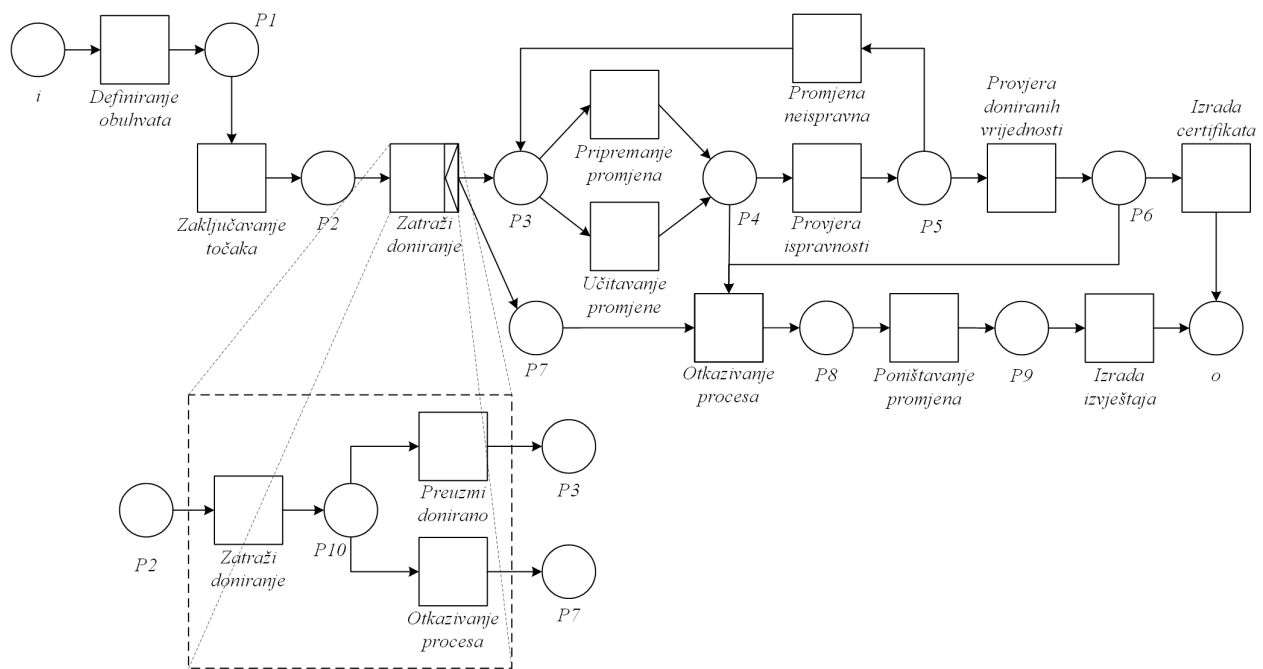 P1
i
Definiranje
obuhvata
Promjena
neispravna
Provjera
doniranih
vrijednosti
Izrada
certifikata
Pripremanje
promjena
Zaključavanje
točaka
P2
Zatraži
doniranje
P3
P4
Provjera
ispravnosti
P5
P6
Učitavanje
promjene
P7
Otkazivanje
procesa
P8
Poništavanje
promjena
P9
Izrada
izvještaja
o
Preuzmi
donirano
P3
P2
Zatraži
doniranje
P10
Otkazivanje
procesa
P7